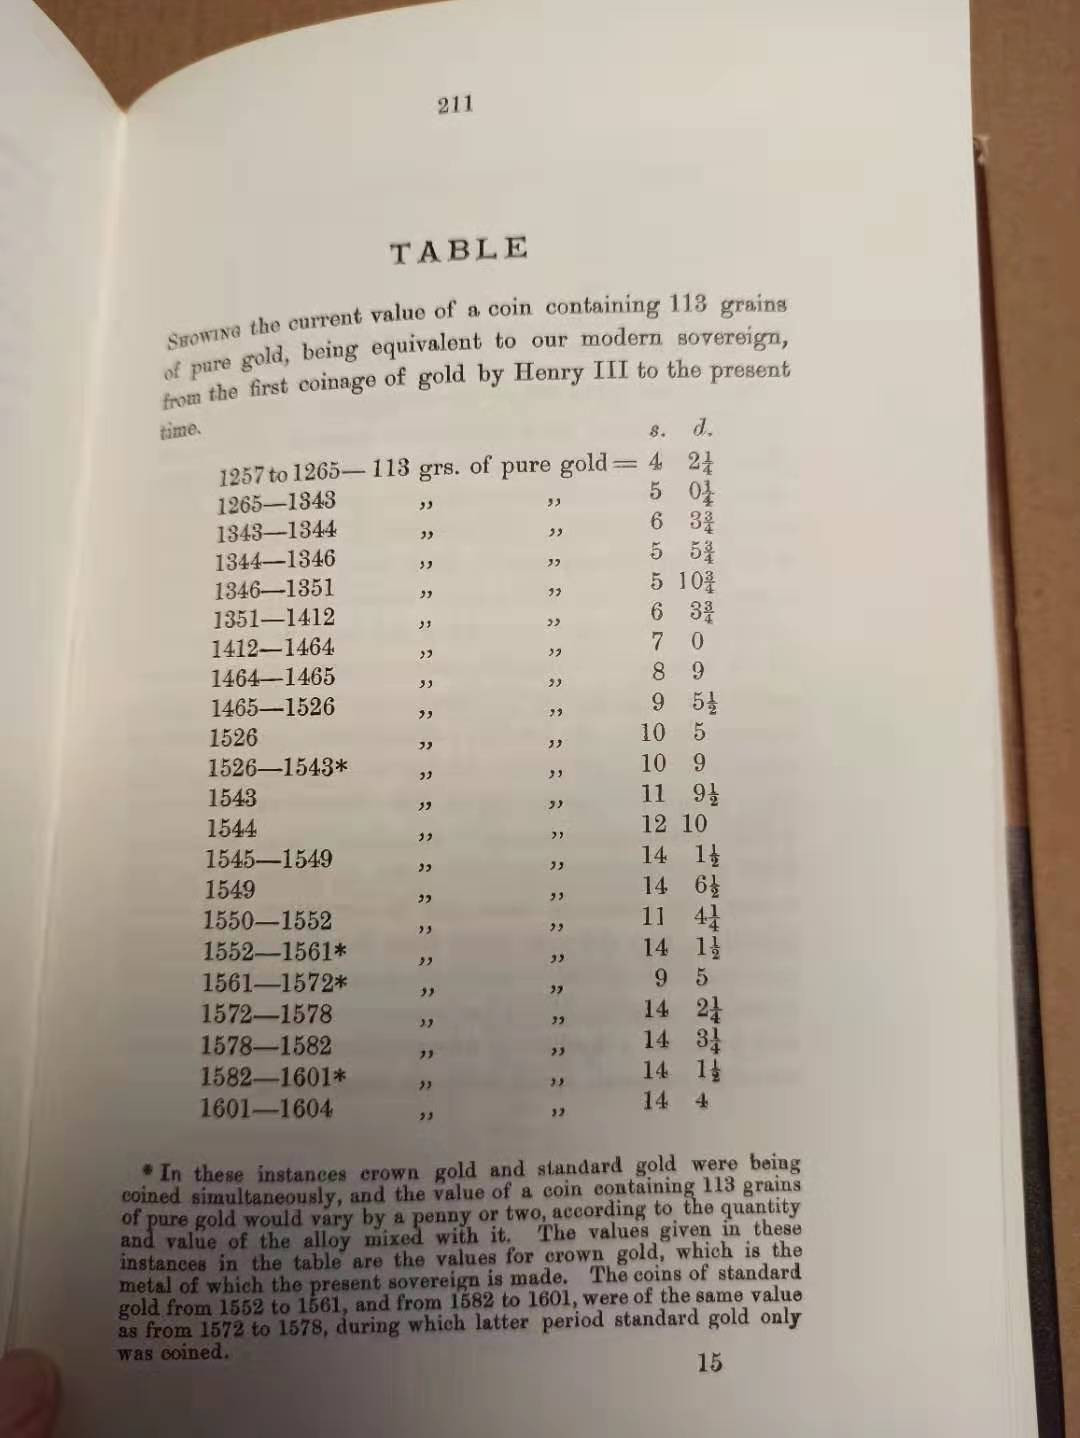 211
TABLE
SHOWING the current value of a coin containing 113 grains
of pure gold, being equivalent to our modern sovereign,
from the first coinage of gold by Henry III to the present
time.
s. d.
1257 to 1265— 113 grs. of pure gold = 4 2¼
1265—1343 ,, ,, 5 0¼
1343—1344 ,, ,, 6 3¾
1344—1346 ,, ,, 5 5¾
1346—1351 ,, ,, 5 10¾
1351—1412 ,, ,, 6 3¾
1412—1464 ,, ,, 7 0
1464—1465 ,, ,, 8 9
1465—1526 ,, ,, 9 5½
1526 ,, ,, 10 5
1526—1543* ,, ,, 10 9
1543 ,, ,, 11 9½
1544 ,, ,, 12 10
1545—1549 ,, ,, 14 1½
1549 ,, ,, 14 6½
1550—1552 ,, ,, 11 4¼
1552—1561* ,, ,, 14 1½
1561—1572* ,, ,, 9 5
1572—1578 ,, ,, 14 2¼
1578—1582 ,, ,, 14 3¼
1582—1601* ,, ,, 14 1½
1601—1604 ,, ,, 14 4
* In these instances crown gold and standard gold were being
coined simultaneously, and the value of a coin containing 113 grains
of pure gold would vary by a penny or two, according to the quantity
and value of the alloy mixed with it. The values given in these
instances in the table are the values for crown gold, which is the
metal of which the present sovereign is made. The coins of standard
gold from 1552 to 1561, and from 1582 to 1601, were of the same value
as from 1572 to 1578, during which latter period standard gold only
was coined.
15